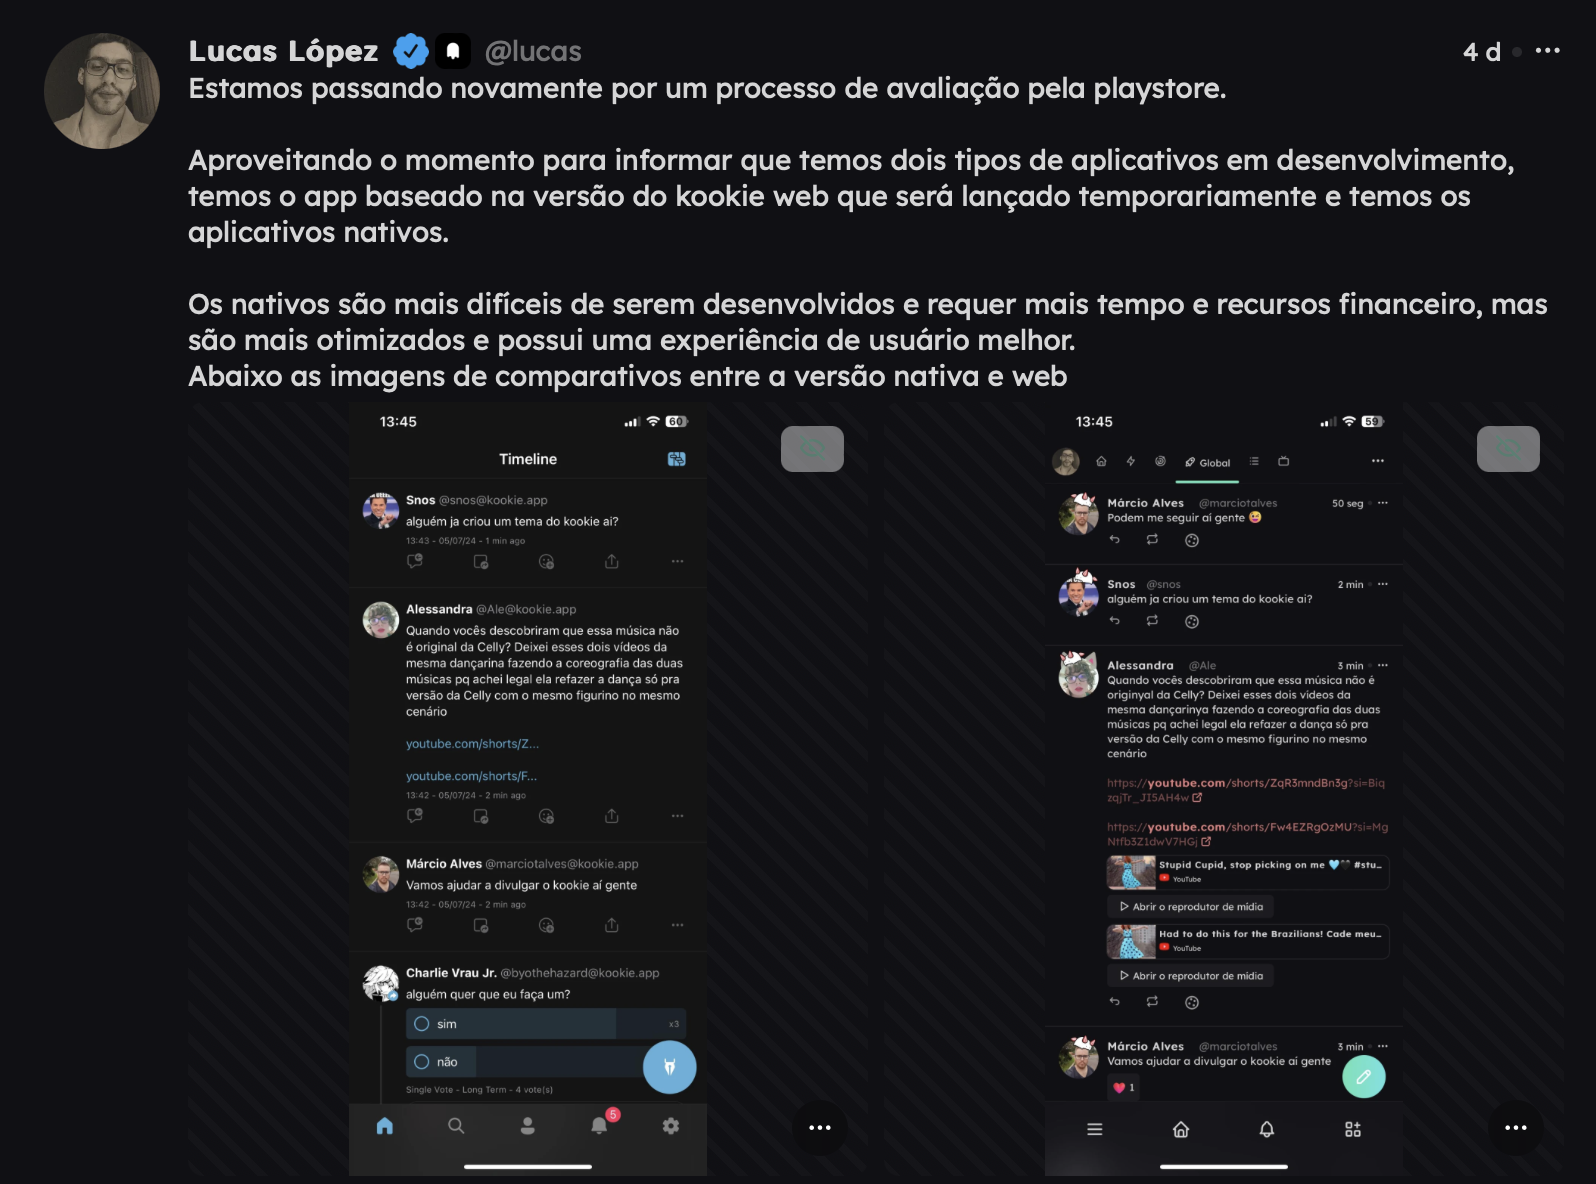 Lucas López @lucas 4 d
Estamos passando novamente por um processo de avaliação pela playstore.
Aproveitando o momento para informar que temos dois tipos de aplicativos em desenvolvimento,
temos o app baseado na versão do kookie web que será lançado temporariamente e temos os
aplicativos nativos.
Os nativos são mais difíceis de serem desenvolvidos e requer mais tempo e recursos financeiro, mas
são mais otimizados e possui uma experiência de usuário melhor.
Abaixo as imagens de comparativos entre a versão nativa e web
13:45 60
Timeline
Snos @snos@kookie.app
alguém ja criou um tema do kookie ai?
13:43 - 05/07/24 - 1 min ago
Alessandra @Ale@kookie.app
Quando vocês descobriram que essa música não
é original da Celly? Deixei esses dois vídeos da
mesma dançarina fazendo a coreografia das duas
músicas pq achei legal ela refazer a dança só pra
versão da Celly com o mesmo figurino no mesmo
cenário
youtube.com/shorts/Z...
youtube.com/shorts/F...
13:42 - 05/07/24 - 2 min ago
Márcio Alves @marciotalves@kookie.app
Vamos ajudar a divulgar o kookie aí gente
13:42 - 05/07/24 - 2 min ago
Charlie Vrau Jr. @byothehazard@kookie.app
alguém quer que eu faça um?
sim x3
não
Single Vote - Long Term - 4 vote(s)
5
13:45 59
Global
Márcio Alves @marciotalves 50 seg
Podem me seguir aí gente 😜
Snos @snos 2 min
alguém ja criou um tema do kookie ai?
Alessandra @Ale 3 min
Quando vocês descobriram que essa música não é
originyal da Celly? Deixei esses dois vídeos da
mesma dançarinya fazendo a coreografia das duas
músicas pq achei legal ela refazer a dança só pra
versão da Celly com o mesmo figurino no mesmo
cenário
https://youtube.com/shorts/ZqR3mndBn3g?si=Biq
zqjTr_JI5AH4w
https://youtube.com/shorts/Fw4EZRgOzMU?si=Mg
Ntfb3Z1dwV7HGj
Stupid Cupid, stop picking on me 🩵🖤 #stu...
YouTube
Abrir o reprodutor de mídia
Had to do this for the Brazilians! Cade meu...
YouTube
Abrir o reprodutor de mídia
Márcio Alves @marciotalves 3 min
Vamos ajudar a divulgar o kookie aí gente
❤️ 1